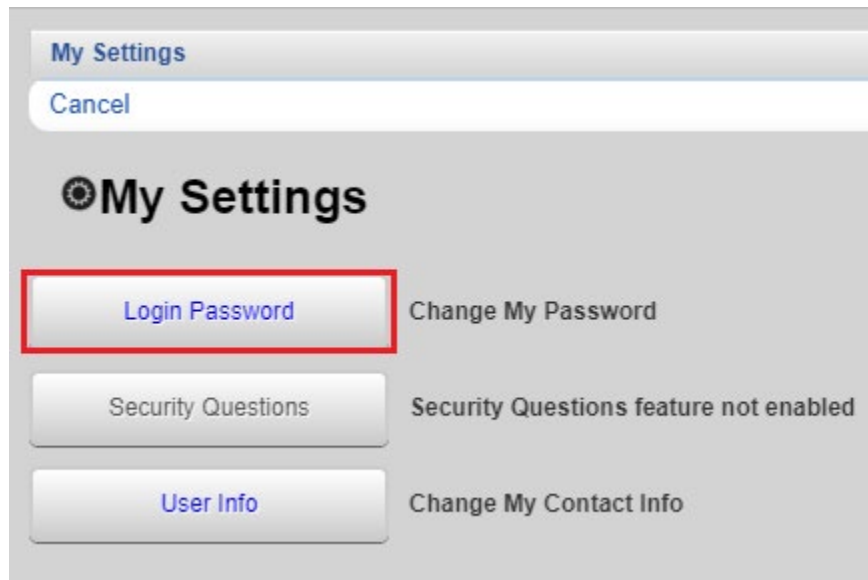 My Settings
Cancel
My Settings
Login Password Change My Password
Security Questions Security Questions feature not enabled
User Info Change My Contact Info